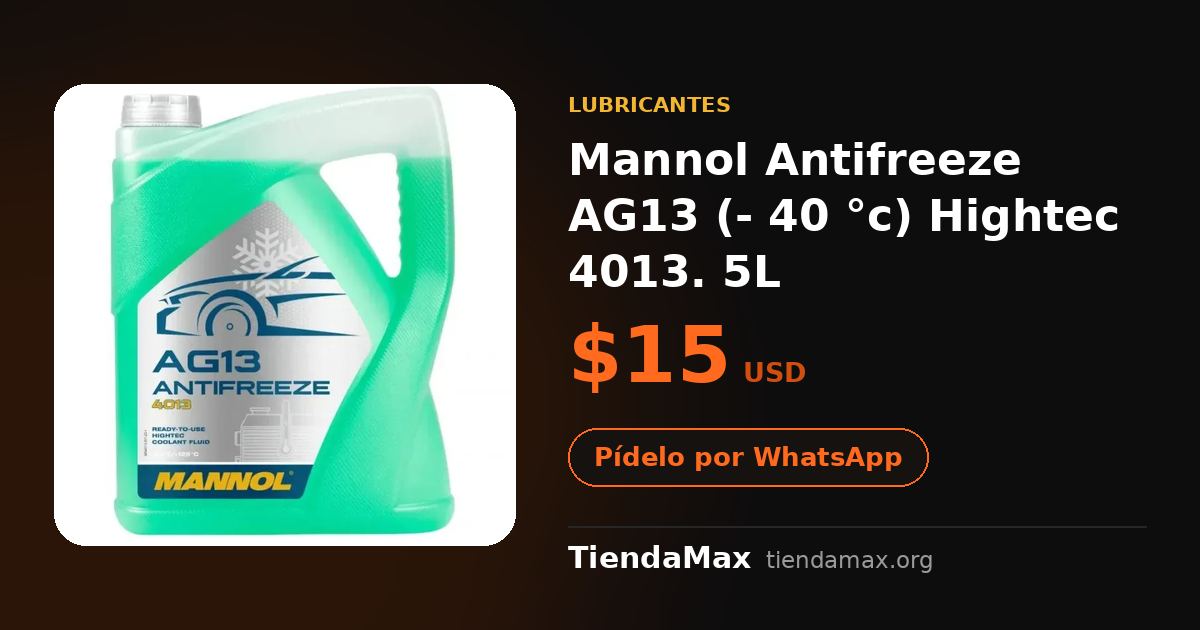 LUBRICANTES
Mannol Antifreeze
AG13 (- 40 °c) Hightec
4013. 5L
$15 USD
Pídelo por WhatsApp
TiendaMax tiendamax.org
AG13
ANTIFREEZE
4013
READY-TO-USE
HIGHTEC
COOLANT FLUID
MANNOL